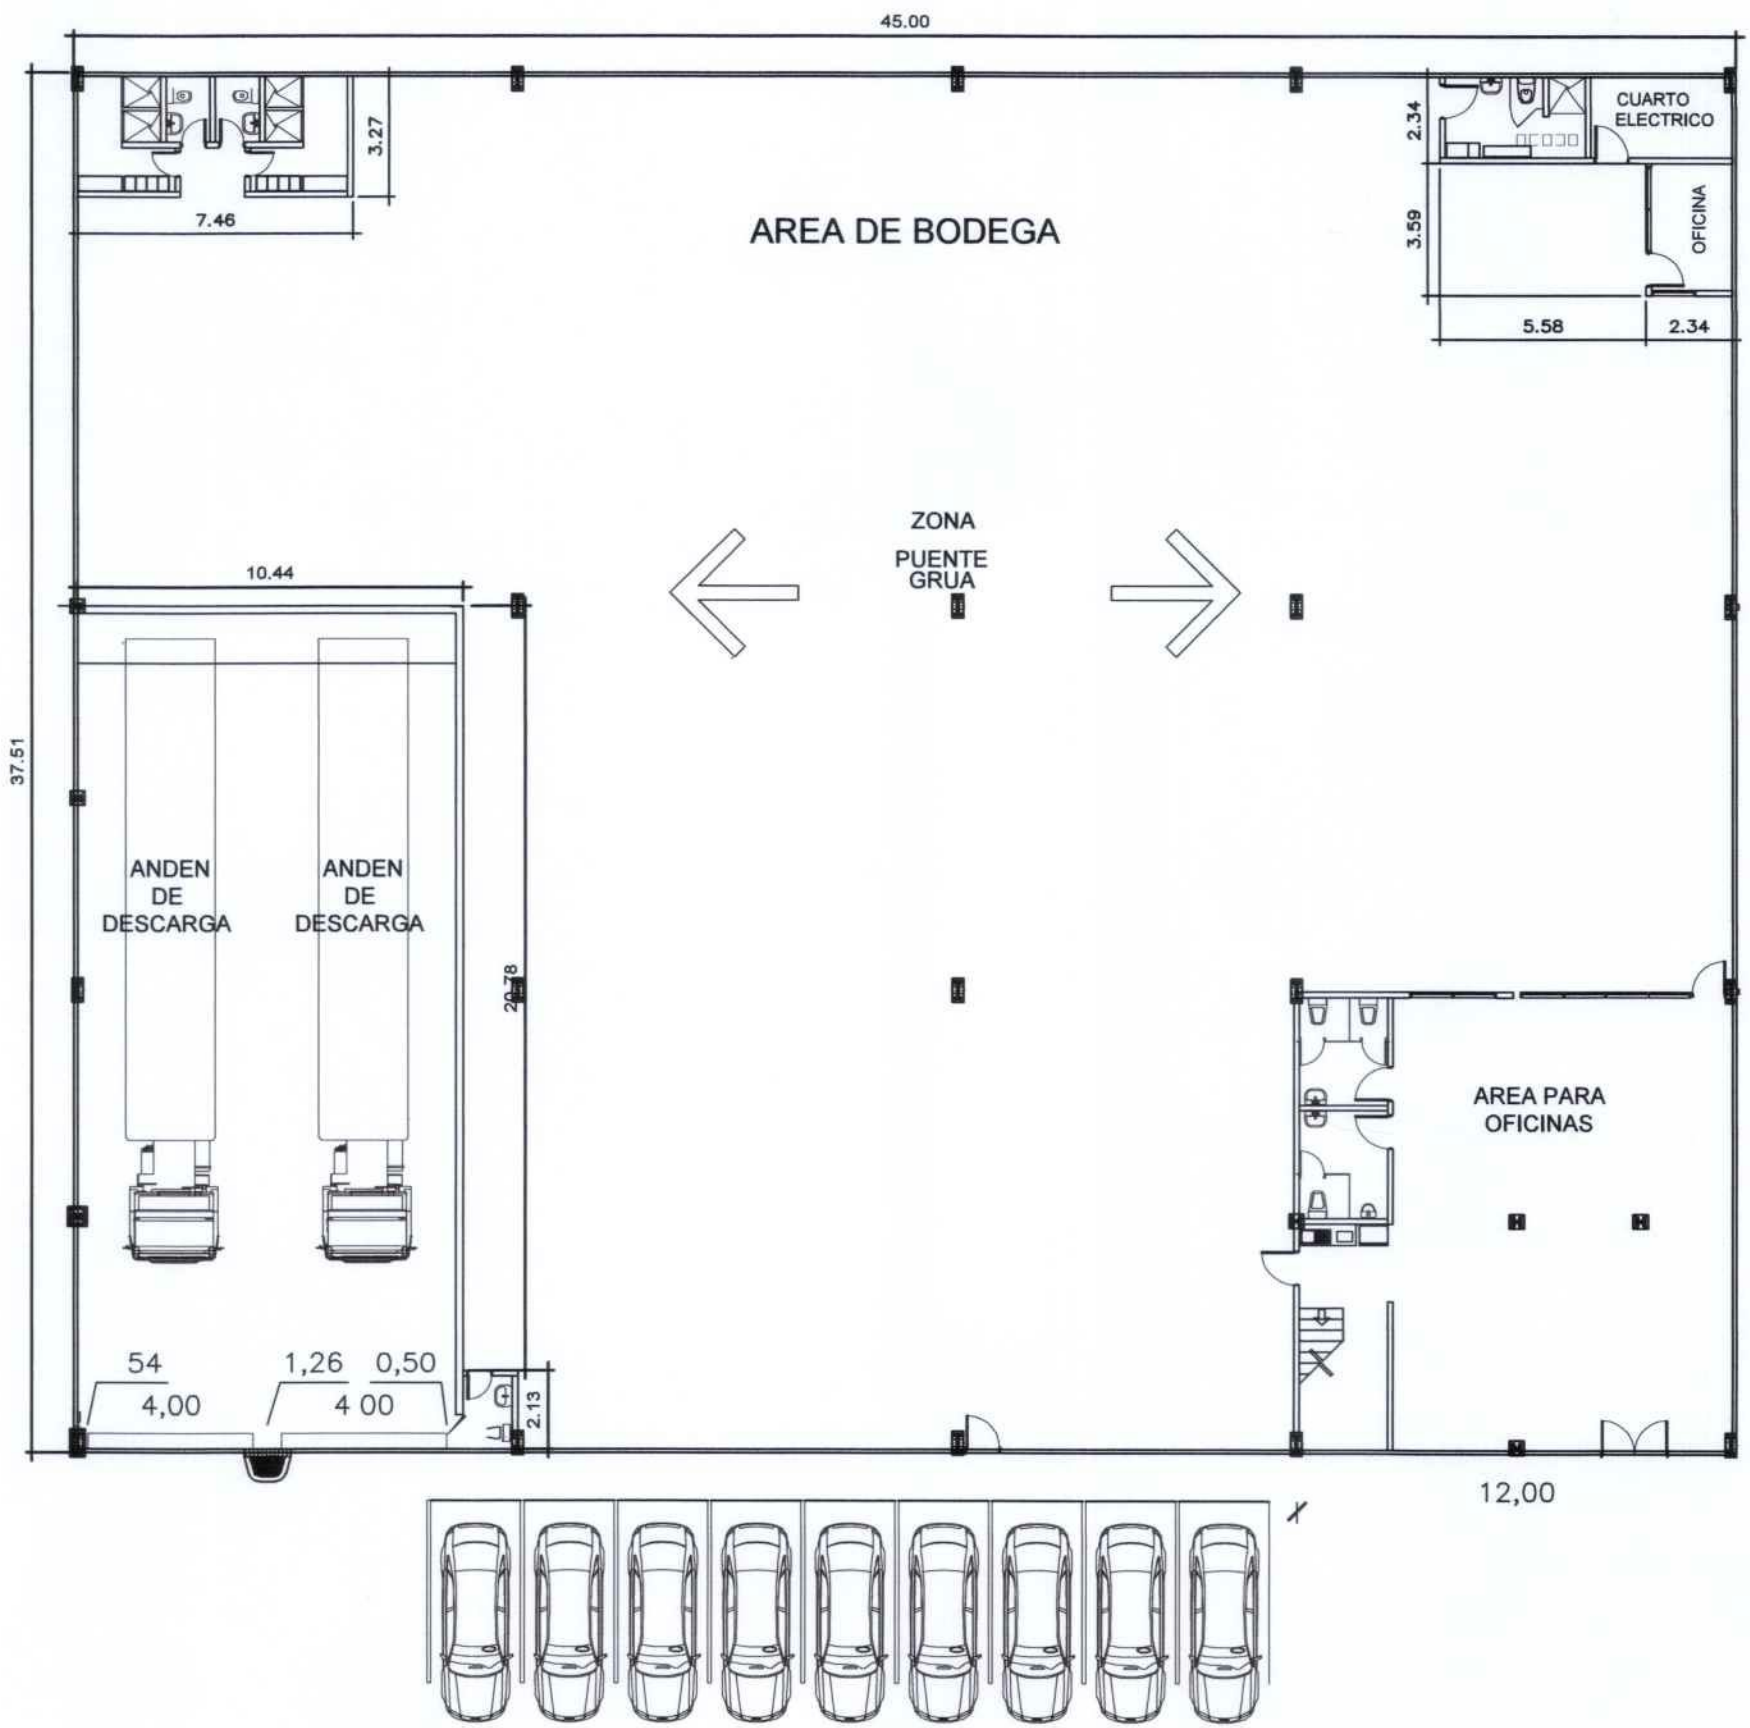 45.00
CUARTO
ELECTRICO
2.34
3.27
7.46
AREA DE BODEGA
OFICINA
3.59
5.58
2.34
ZONA
PUENTE
GRUA
10.44
37.51
ANDEN
DE
DESCARGA
ANDEN
DE
DESCARGA
20.78
AREA PARA
OFICINAS
54
1,26 0,50
4,00
4 00
2.13
12,00